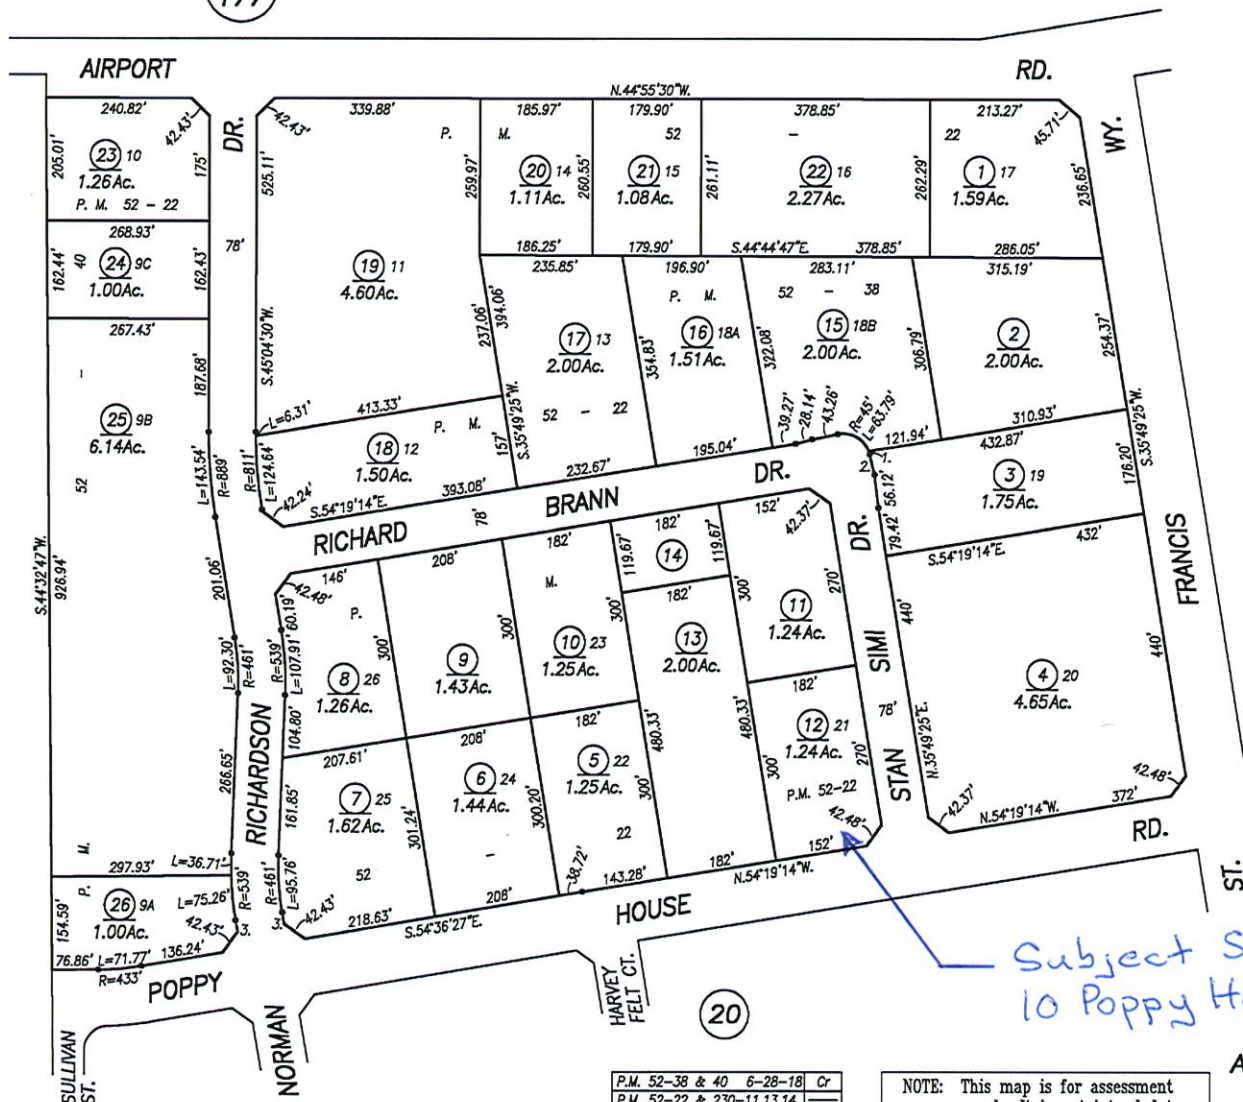 177
AIRPORT RD.
N.44°55'30"W.
240.82' 42.43' 42.43' 339.88' 185.97' 179.90' 378.85' 213.27' 45.71'
DR.
WY.
P. M. 52 - 22
205.01' 23 10 175' 525.11' 259.97' 20 14 260.55' 21 15 261.11' 22 16 262.29' 1 17 236.65'
1.26Ac. 1.11Ac. 1.08Ac. 2.27Ac. 1.59Ac.
P. M. 52 - 22
268.93' 78' 186.25' 179.90' S.44°44'47"E. 378.85' 286.05'
162.44' 40 24 9C 162.43' 19 11 235.85' 196.90' 283.11' 315.19'
1.00Ac. 4.60Ac. P. M. 52 - 38
267.43' 237.06' 394.06' 17 13 354.83' 16 18A 322.08' 15 18B 306.79' 2 254.37'
S.45°04'30"W. 2.00Ac. 1.51Ac. 2.00Ac. 2.00Ac.
187.68' L=6.31' 413.33' 52 - 22 39.27' 28.14' 43.26' R=45' L=63.79' 310.93' S.35°49'25"W.
- 25 9B P. M. 157' S.35°49'25"W. 195.04' 121.94' 432.87' 176.20'
6.14Ac. 18 12 232.67' DR. 2. 1. 3 19
52 L=143.54' R=889' R=811' L=124.64' 1.50Ac. 56.12' 1.75Ac.
42.24' S.54°19'14"E. 393.08' BRANN 152' 42.37' 79.42' 432'
RICHARD 78' 182' 182' DR. S.54°19'14"E.
S.44°32'47"W. 926.94' 201.06' 146' 208' 119.67' 14 119.67' 270' FRANCIS
42.48' 60.19' P. M. 182' 11 440' 440'
300' 300' 300' 300' 1.24Ac.
L=92.30' R=461' R=539' L=107.91' 8 26 9 10 23 13 SIMI 4 20
1.26Ac. 1.43Ac. 1.25Ac. 2.00Ac. 182' 4.65Ac.
266.65' RICHARDSON 104.80' 207.61' 208' 182' 480.33' 480.33' 12 21 78' N.35°49'25"E.
7 25 6 24 5 22 300' 300' 1.24Ac. 270' STAN
161.85' 1.62Ac. 301.24' 1.44Ac. 300.20' 1.25Ac. P.M. 52-22 42.48' 42.37' 42.48'
M. 297.93' L=36.71' 52 - 22 152' N.54°19'14"W. 372'
P. L=75.26' R=539' R=461' L=95.76' 38.72' 143.28' 182' N.54°19'14"W. RD.
154.59' 26 9A 42.43' 3. 3. 42.43' 218.63' S.54°36'27"E. 208' HOUSE ST.
1.00Ac.
76.86' L=71.77' 136.24'
R=433' POPPY
Subject S
10 Poppy H
HARVEY
FELT CT.
20
NORMAN
SULLIVAN
ST.
A
P.M. 52-38 & 40 6-28-18 Cr
P.M. 52-22 & 230-11,13,14
NOTE: This map is for assessment